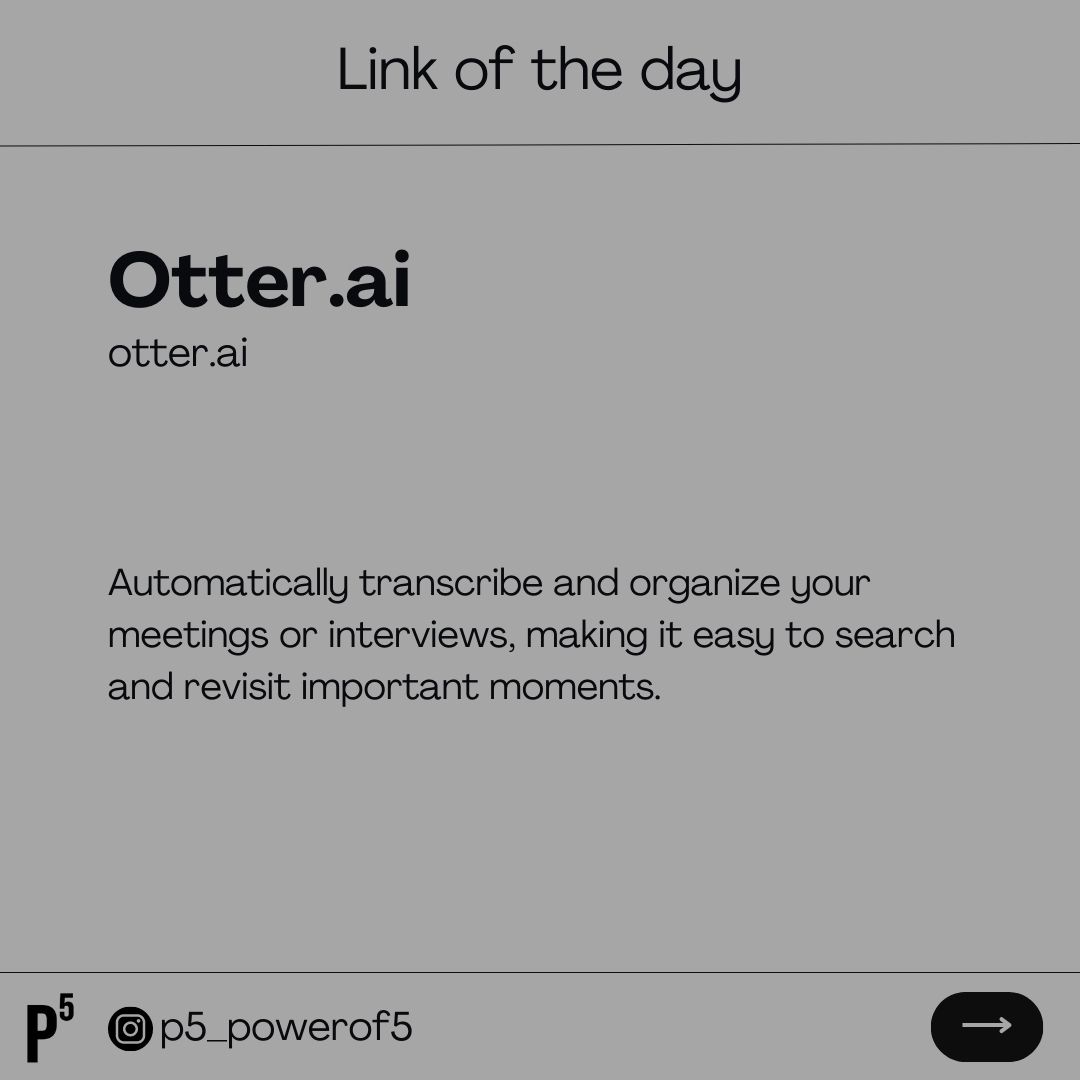 Link of the day
Otter.ai
otter.ai
Automatically transcribe and organize your
meetings or interviews, making it easy to search
and revisit important moments.
P⁵ p5_powerof5